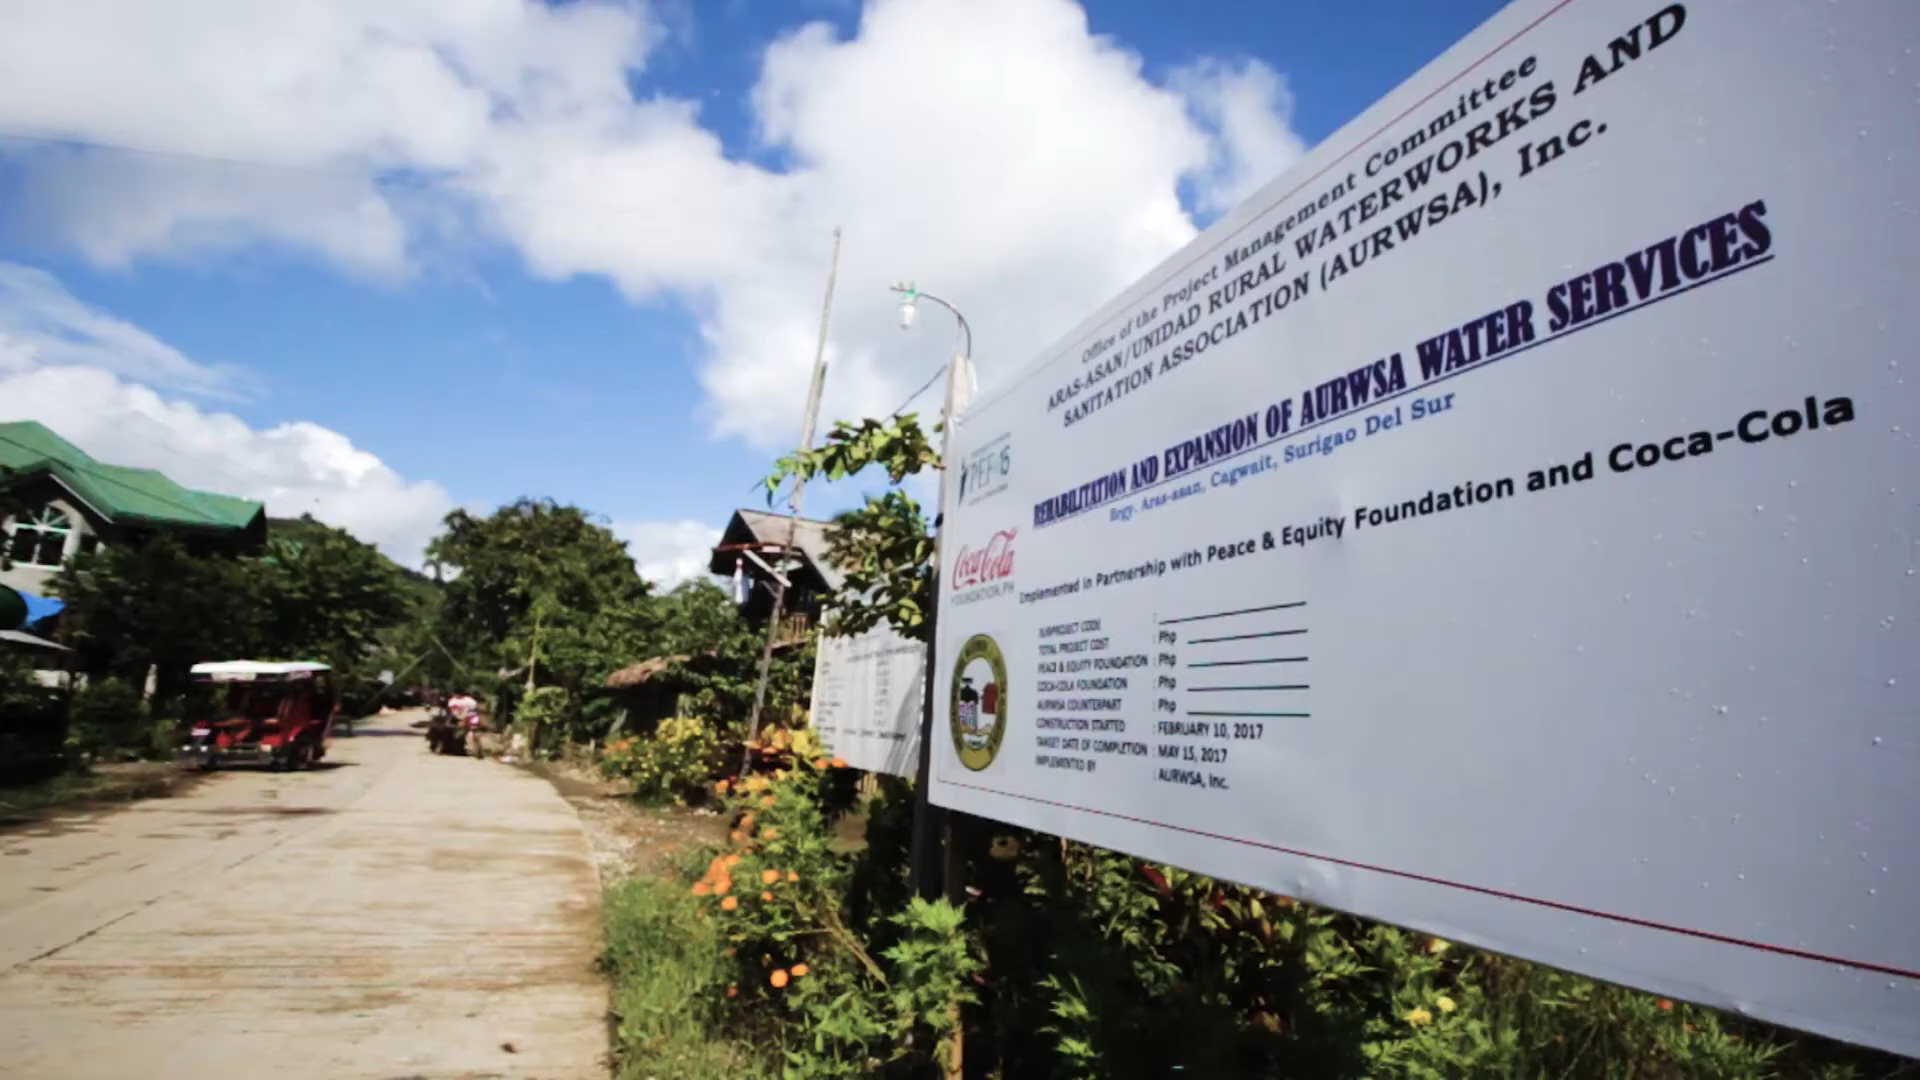 Office of the Project Management Committee
ARAS-ASAN/UNIDAD RURAL WATERWORKS AND
SANITATION ASSOCIATION (AURWSA), Inc.
REHABILITATION AND EXPANSION OF AURWSA WATER SERVICES
Brgy. Aras-asan, Cagwait, Surigao Del Sur
Implemented in Partnership with Peace & Equity Foundation and Coca-Cola
PEF
Coca-Cola
FOUNDATION.PH
SUBPROJECT CODE :
TOTAL PROJECT COST : Php
PEACE & EQUITY FOUNDATION : Php
COCA-COLA FOUNDATION : Php
AURWSA COUNTERPART : Php
CONSTRUCTION STARTED : FEBRUARY 10, 2017
TARGET DATE OF COMPLETION : MAY 15, 2017
IMPLEMENTED BY : AURWSA, Inc.